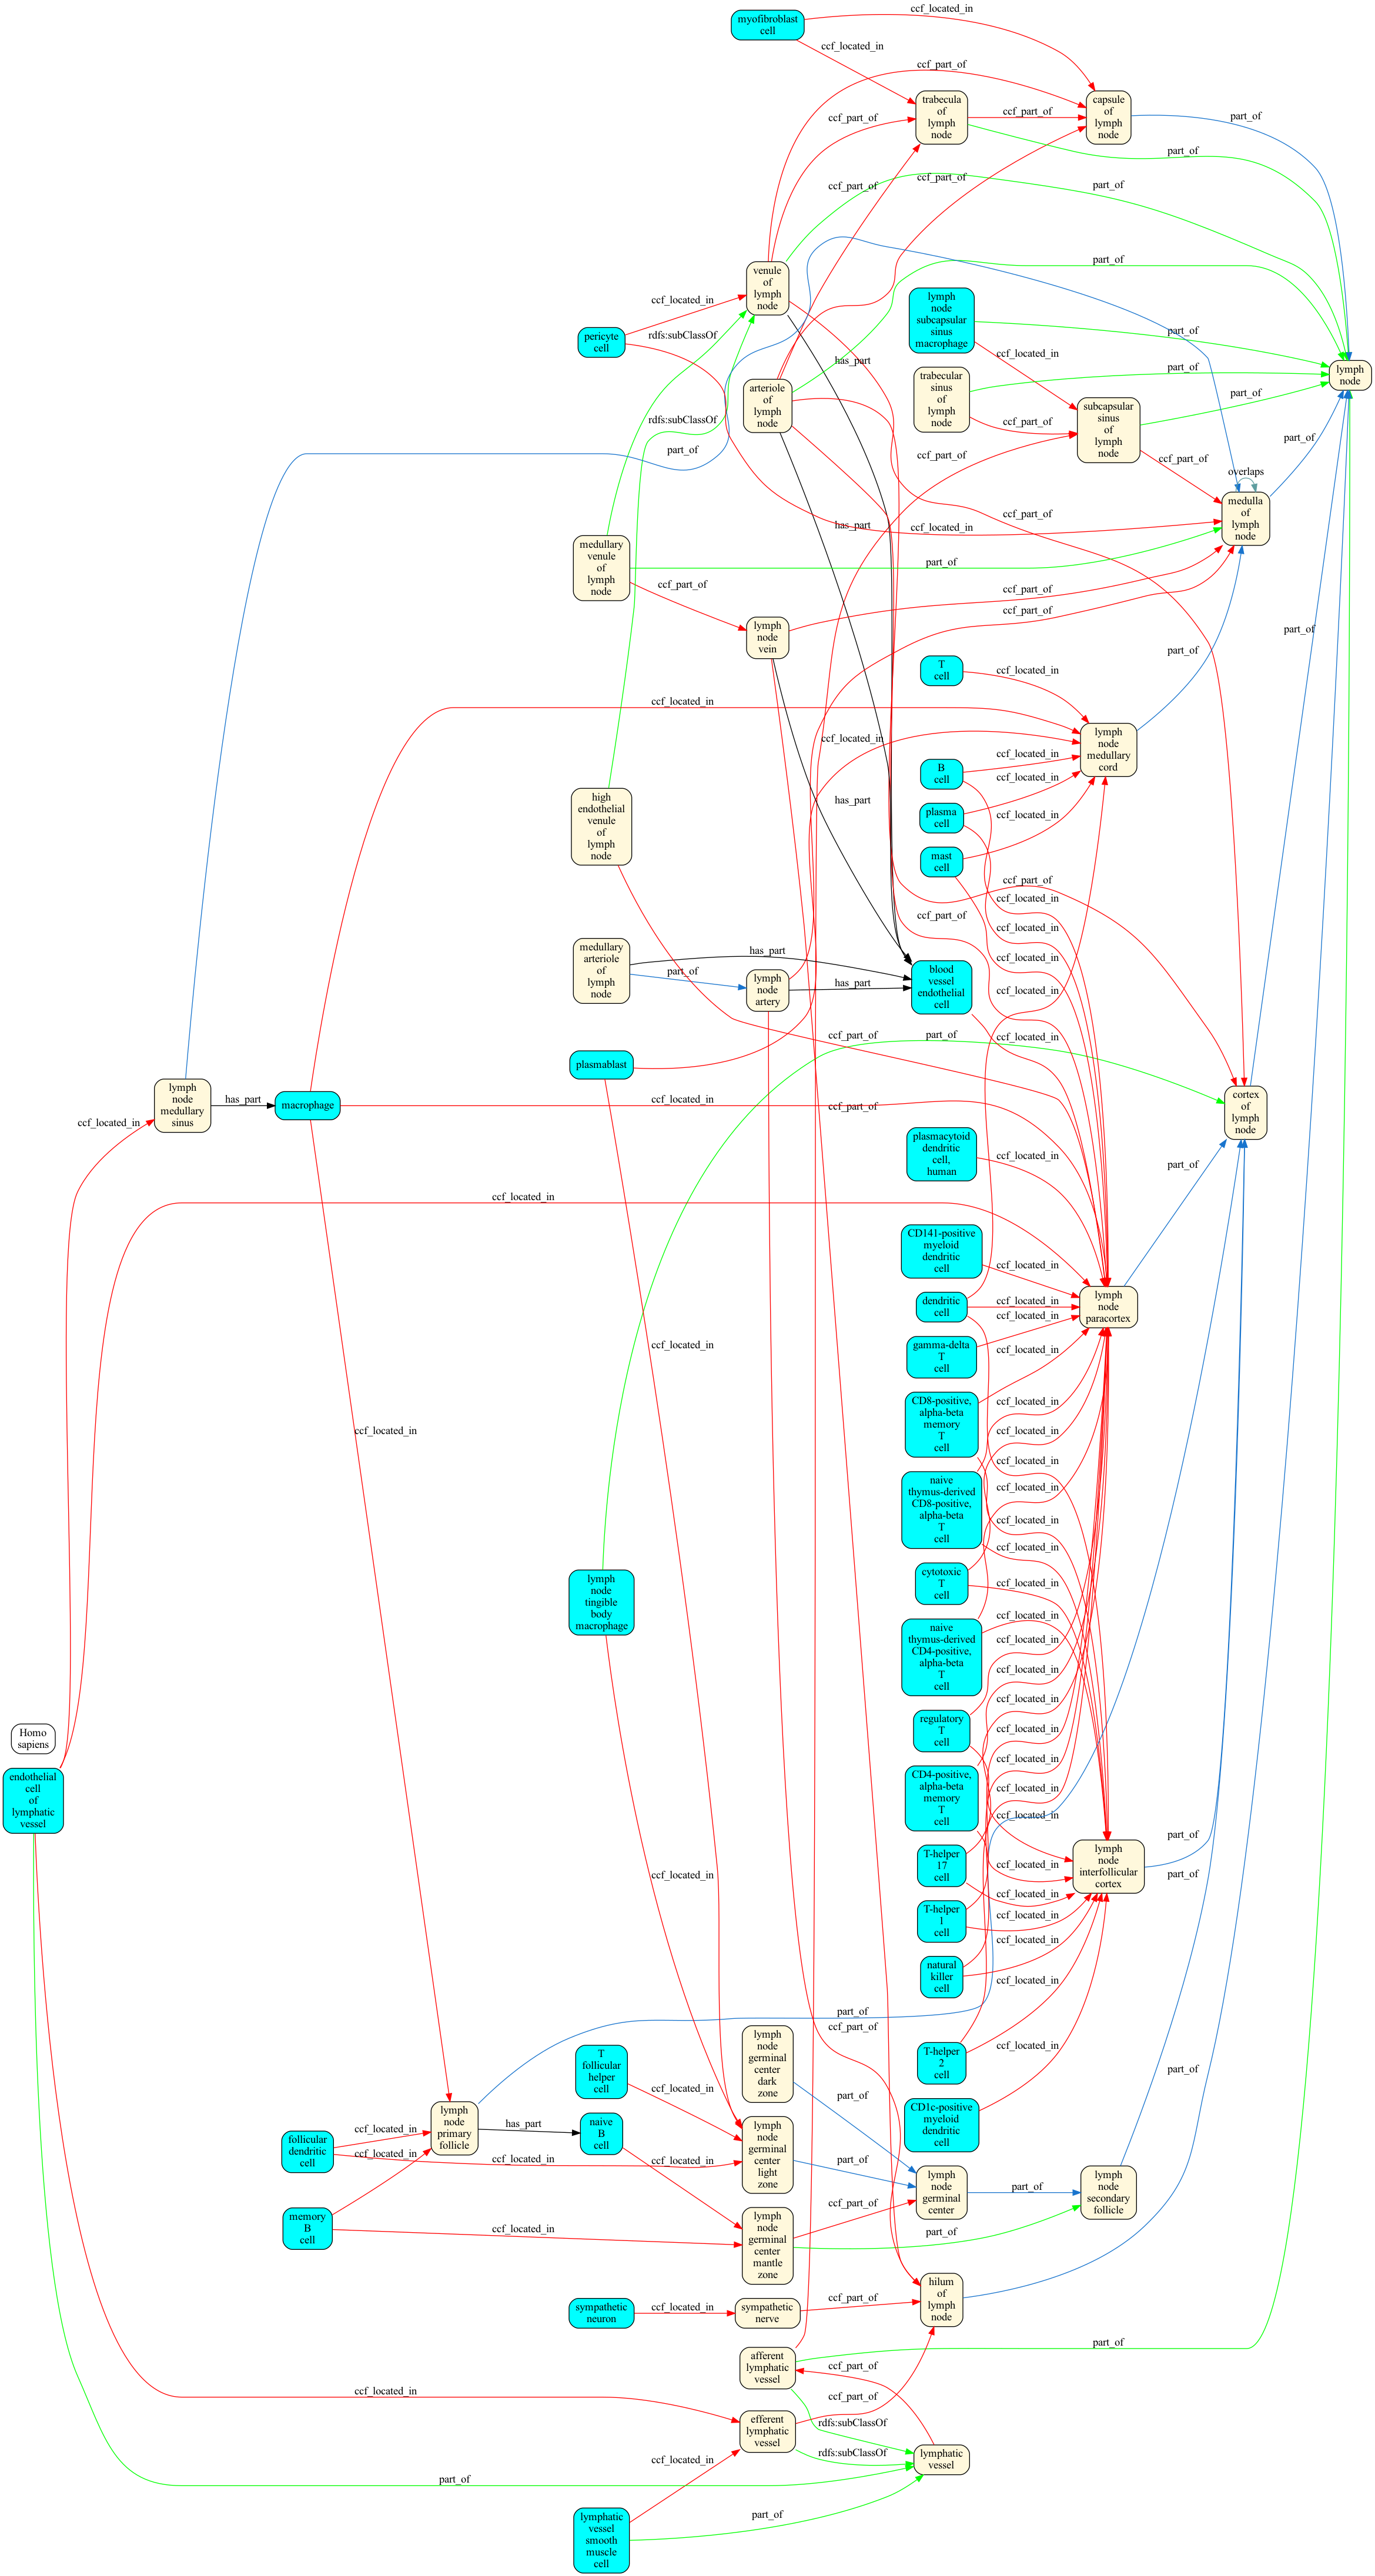 myofibroblast
cell
ccf_located_in
ccf_located_in
ccf_part_of
ccf_part_of
trabecula
of
lymph
node
ccf_part_of
capsule
of
lymph
node
part_of
part_of
ccf_part_of
ccf_part_of
part_of
venule
of
lymph
node
part_of
pericyte
cell
ccf_located_in
rdfs:subClassOf
lymph
node
subcapsular
sinus
macrophage
part_of
ccf_located_in
has_part
arteriole
of
lymph
node
trabecular
sinus
of
lymph
node
part_of
ccf_part_of
subcapsular
sinus
of
lymph
node
part_of
lymph
node
rdfs:subClassOf
part_of
ccf_part_of
ccf_part_of
part_of
overlaps
medulla
of
lymph
node
ccf_part_of
has_part
ccf_located_in
medullary
venule
of
lymph
node
part_of
ccf_part_of
ccf_part_of
ccf_part_of
lymph
node
vein
part_of
part_of
T
cell
ccf_located_in
ccf_located_in
ccf_located_in
lymph
node
medullary
cord
B
cell
ccf_located_in
ccf_located_in
plasma
cell
ccf_located_in
mast
cell
has_part
high
endothelial
venule
of
lymph
node
ccf_part_of
ccf_located_in
ccf_part_of
ccf_located_in
ccf_located_in
ccf_located_in
medullary
arteriole
of
lymph
node
has_part
part_of
lymph
node
artery
has_part
blood
vessel
endothelial
cell
ccf_located_in
ccf_part_of
part_of
plasmablast
lymph
node
medullary
sinus
has_part
macrophage
ccf_located_in
ccf_located_in
ccf_part_of
cortex
of
lymph
node
plasmacytoid
dendritic
cell,
human
ccf_located_in
part_of
ccf_located_in
CD141-positive
myeloid
dendritic
cell
ccf_located_in
dendritic
cell
ccf_located_in
ccf_located_in
lymph
node
paracortex
gamma-delta
T
cell
ccf_located_in
ccf_located_in
CD8-positive,
alpha-beta
memory
T
cell
ccf_located_in
ccf_located_in
ccf_located_in
ccf_located_in
naive
thymus-derived
CD8-positive,
alpha-beta
T
cell
ccf_located_in
ccf_located_in
ccf_located_in
cytotoxic
T
cell
ccf_located_in
lymph
node
tingible
body
macrophage
ccf_located_in
ccf_located_in
naive
thymus-derived
CD4-positive,
alpha-beta
T
cell
ccf_located_in
ccf_located_in
ccf_located_in
regulatory
T
cell
ccf_located_in
ccf_located_in
CD4-positive,
alpha-beta
memory
T
cell
ccf_located_in
Homo
sapiens
endothelial
cell
of
lymphatic
vessel
ccf_located_in
T-helper
17
cell
ccf_located_in
ccf_located_in
lymph
node
interfollicular
cortex
part_of
part_of
T-helper
1
cell
ccf_located_in
ccf_located_in
natural
killer
cell
ccf_located_in
part_of
T-helper
2
cell
ccf_located_in
CD1c-positive
myeloid
dendritic
cell
ccf_part_of
lymph
node
germinal
center
dark
zone
part_of
T
follicular
helper
cell
ccf_located_in
part_of
lymph
node
primary
follicle
has_part
naive
B
cell
follicular
dendritic
cell
ccf_located_in
ccf_located_in
ccf_located_in
ccf_located_in
lymph
node
germinal
center
light
zone
part_of
lymph
node
germinal
center
part_of
lymph
node
secondary
follicle
memory
B
cell
ccf_located_in
lymph
node
germinal
center
mantle
zone
ccf_part_of
part_of
sympathetic
neuron
ccf_located_in
sympathetic
nerve
ccf_part_of
hilum
of
lymph
node
afferent
lymphatic
vessel
part_of
ccf_part_of
ccf_located_in
ccf_part_of
efferent
lymphatic
vessel
rdfs:subClassOf
rdfs:subClassOf
lymphatic
vessel
ccf_located_in
part_of
part_of
lymphatic
vessel
smooth
muscle
cell